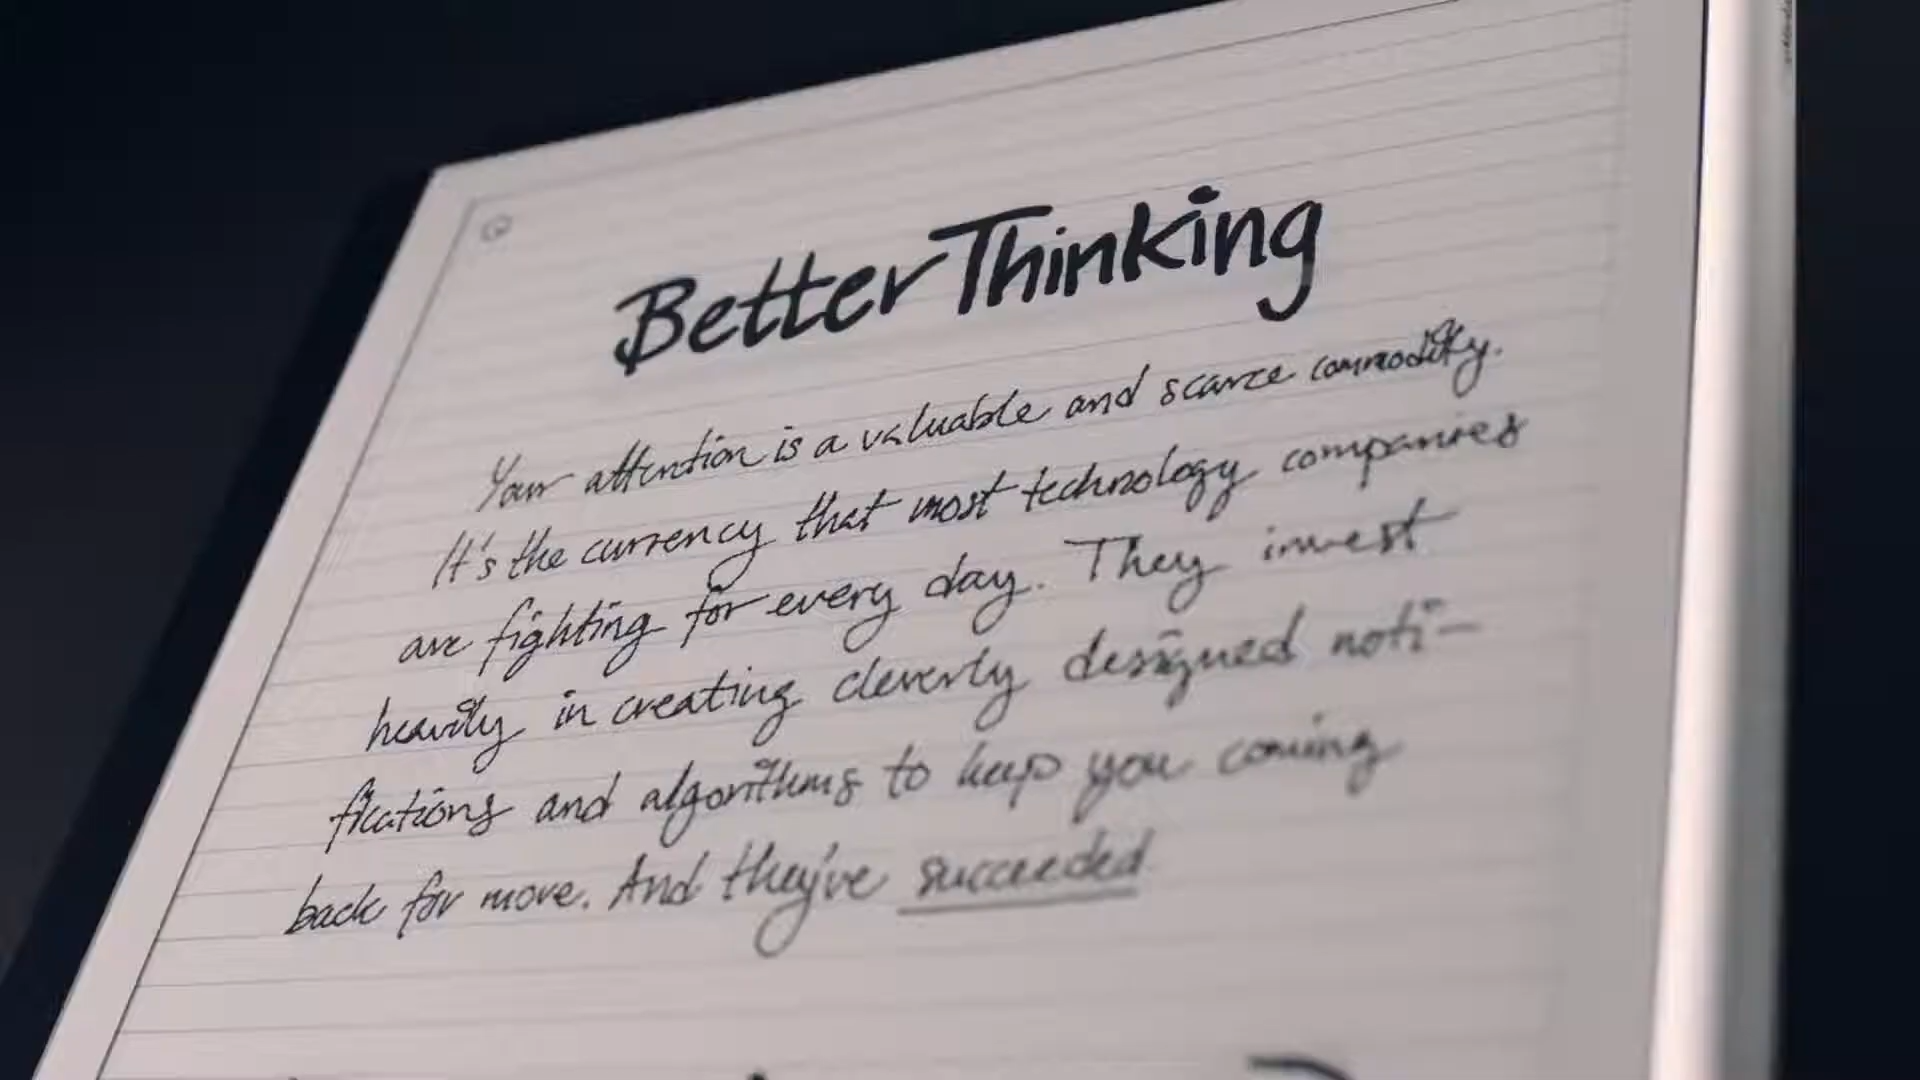 Better Thinking
Your attention is a valuable and scarce commodity.
It's the currency that most technology companies
are fighting for every day. They invest
heavily in creating cleverly designed noti-
fications and algorithms to keep you coming
back for more. And they've succeeded